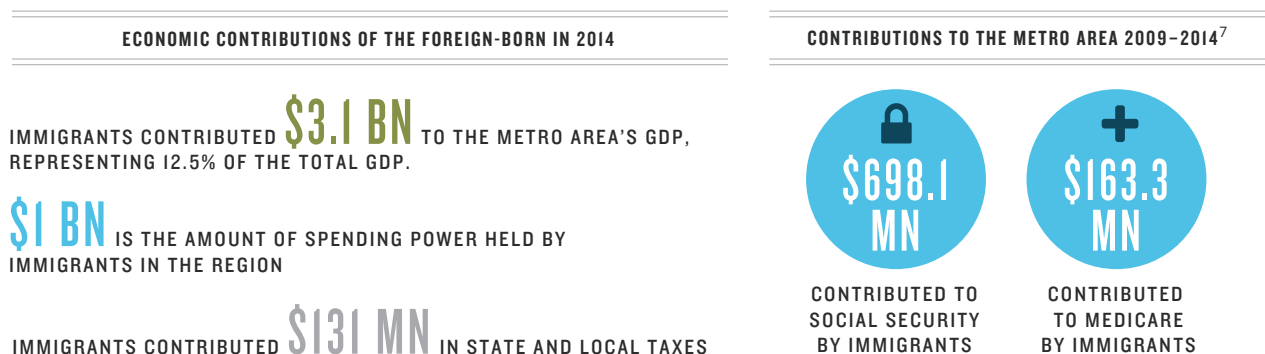 ECONOMIC CONTRIBUTIONS OF THE FOREIGN-BORN IN 2014
IMMIGRANTS CONTRIBUTED $3.1 BN TO THE METRO AREA'S GDP,
REPRESENTING 12.5% OF THE TOTAL GDP.
$1 BN IS THE AMOUNT OF SPENDING POWER HELD BY
IMMIGRANTS IN THE REGION
IMMIGRANTS CONTRIBUTED $131 MN IN STATE AND LOCAL TAXES
CONTRIBUTIONS TO THE METRO AREA 2009–2014⁷
$698.1
MN
CONTRIBUTED TO
SOCIAL SECURITY
BY IMMIGRANTS
$163.3
MN
CONTRIBUTED
TO MEDICARE
BY IMMIGRANTS